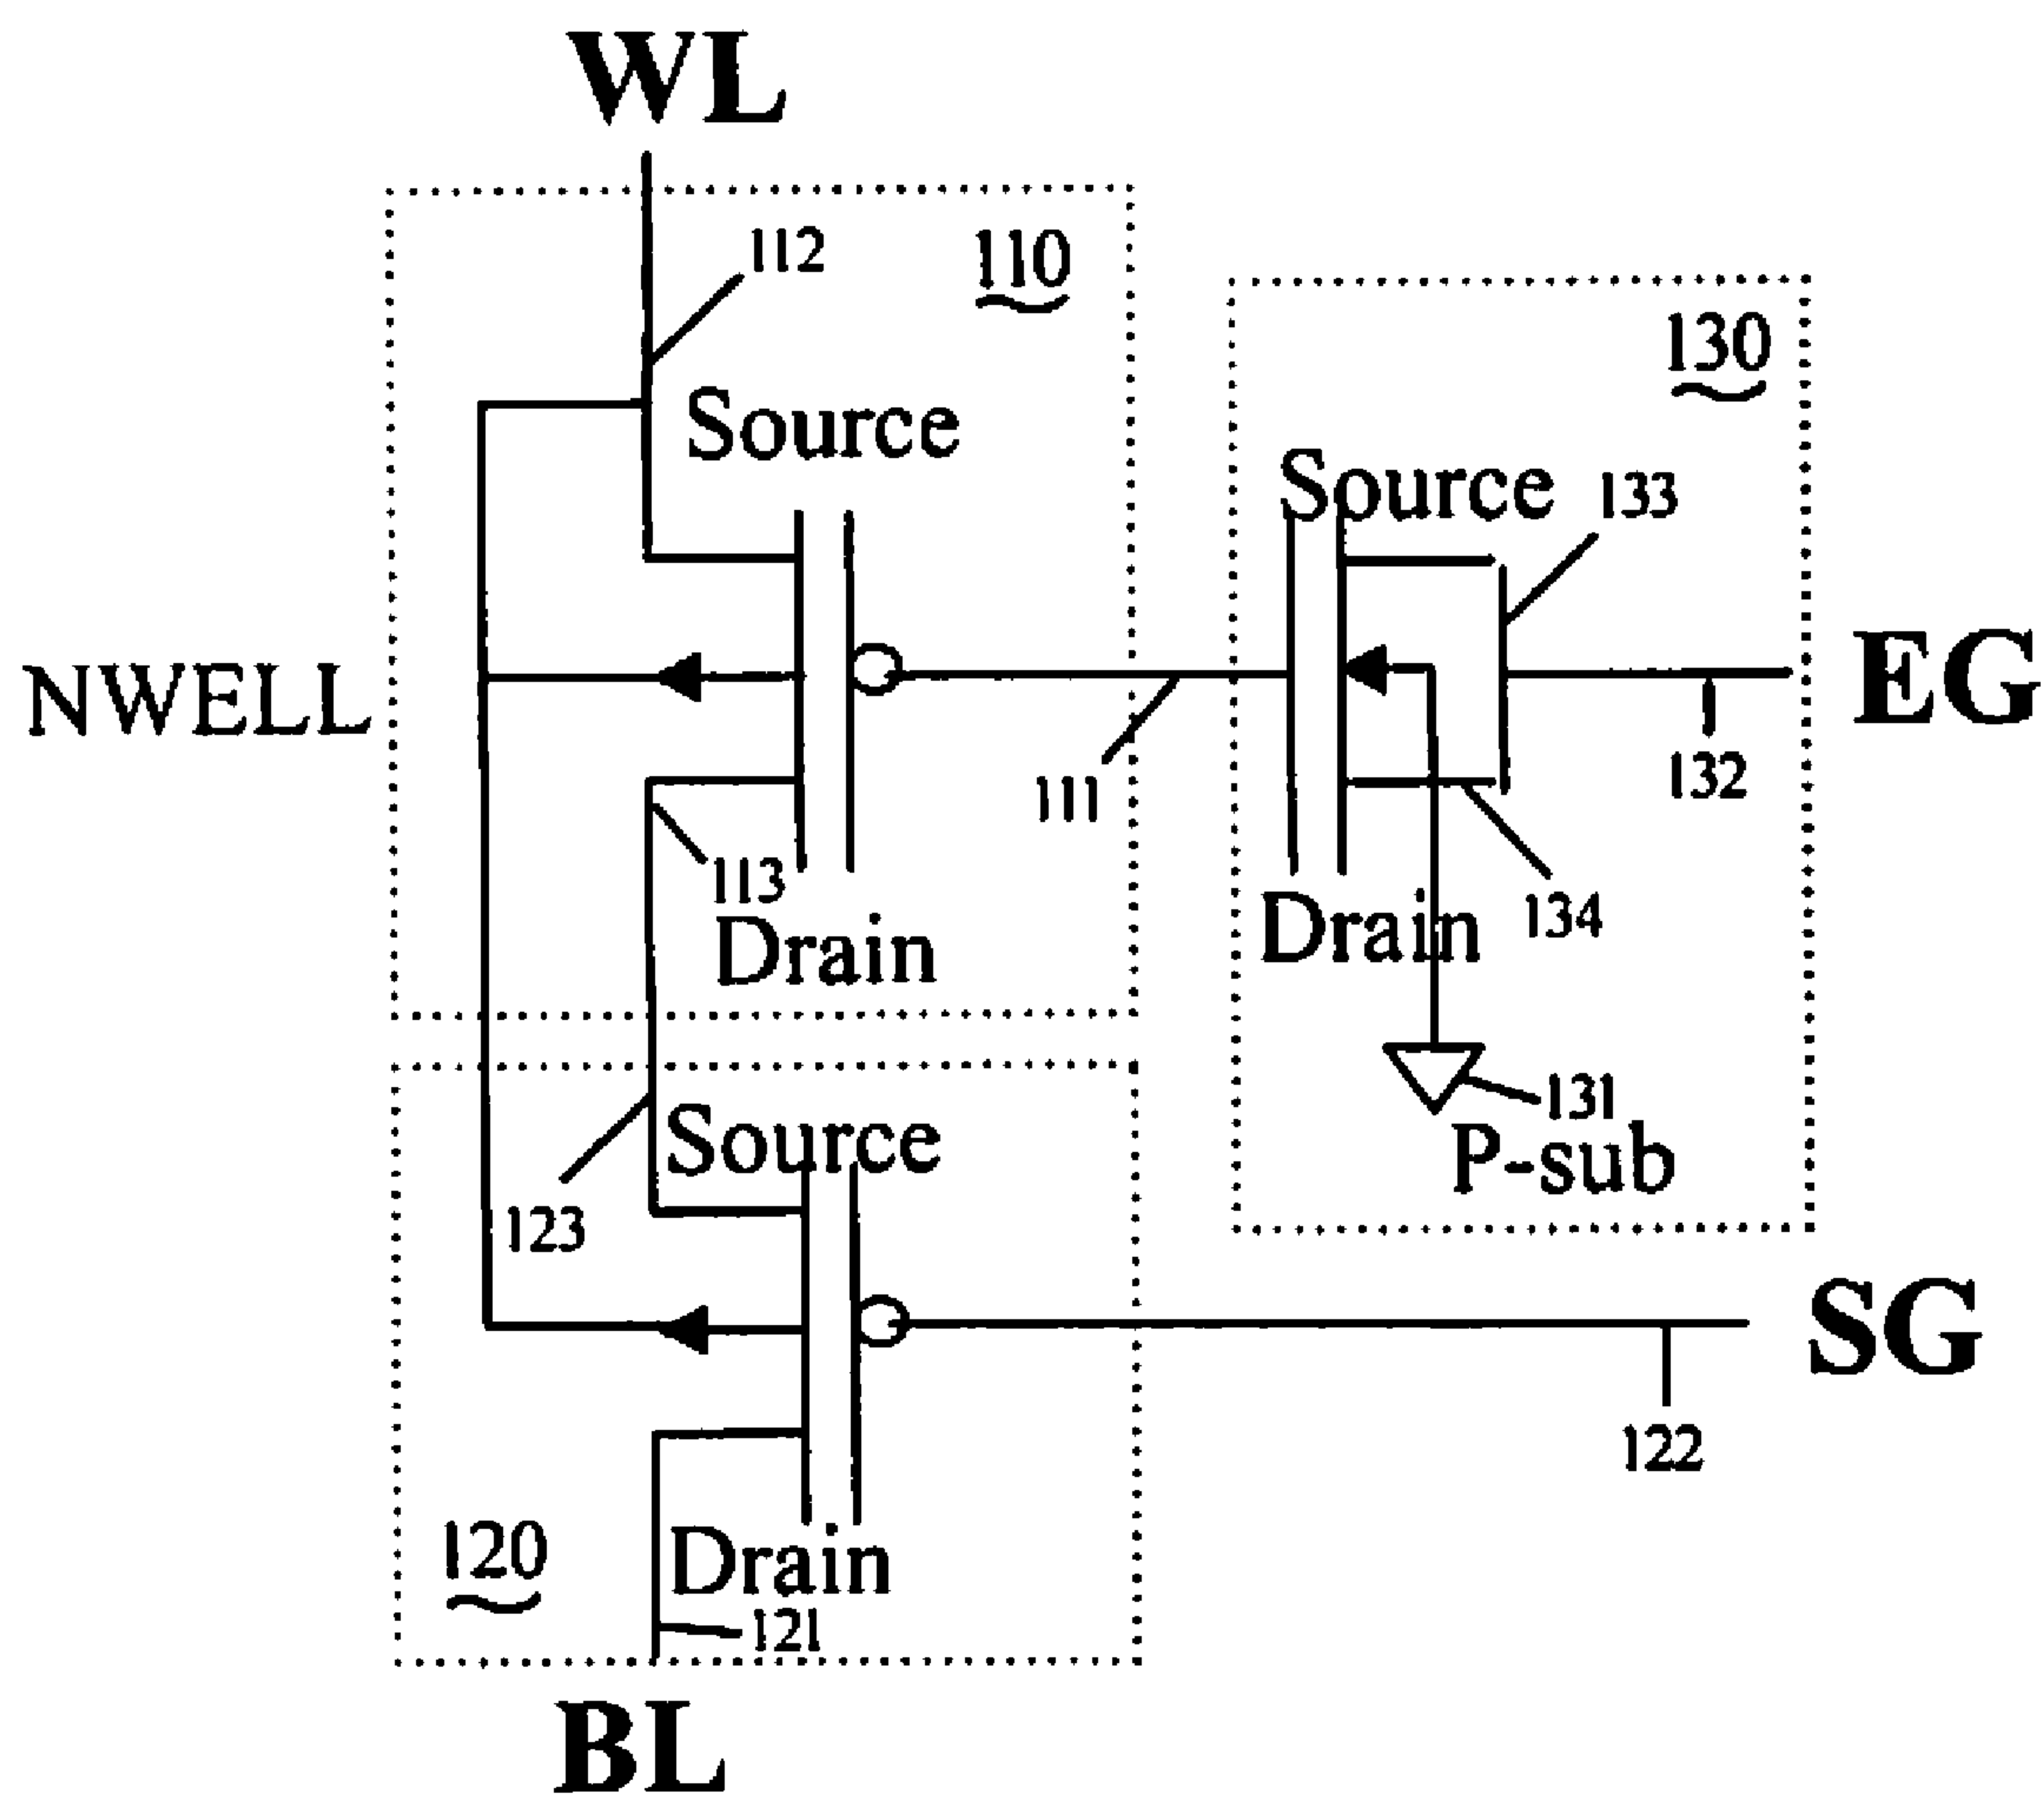 WL
112
110
130
Source
Source
133
NWELL
EG
132
111
113
134
Drain
Drain
131
P-sub
Source
123
SG
122
120
Drain
121
BL